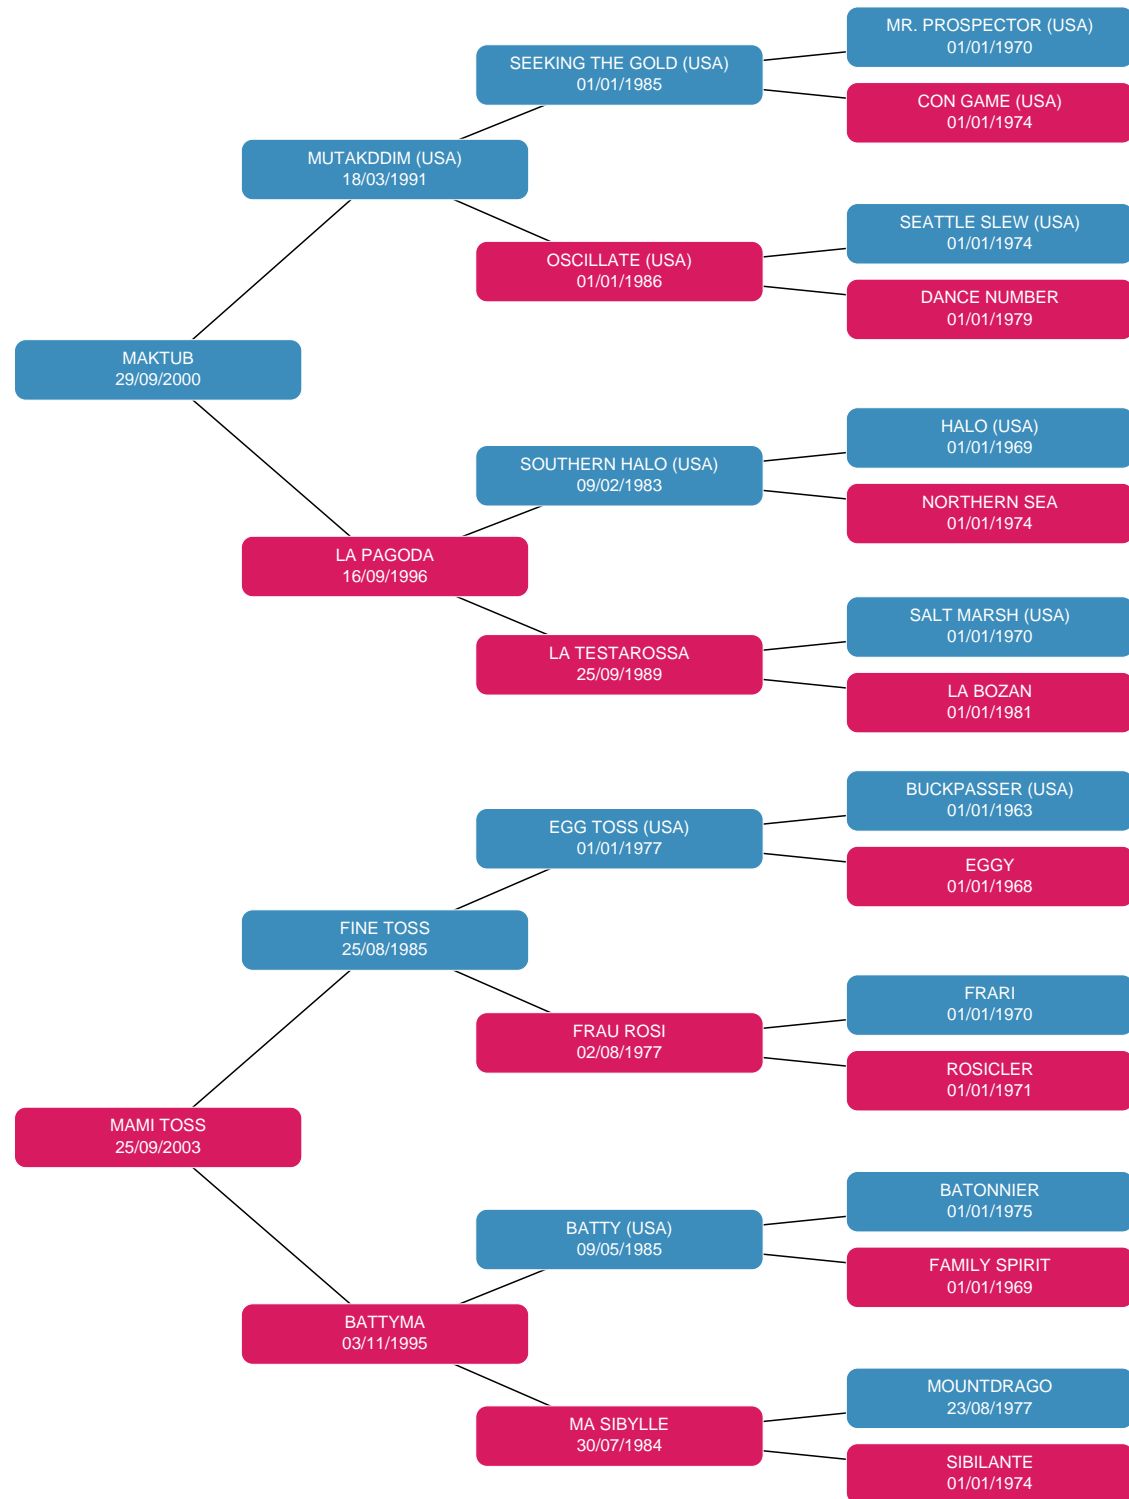 MR. PROSPECTOR (USA)
01/01/1970
SEEKING THE GOLD (USA)
01/01/1985
CON GAME (USA)
01/01/1974
MUTAKDDIM (USA)
18/03/1991
SEATTLE SLEW (USA)
01/01/1974
OSCILLATE (USA)
01/01/1986
DANCE NUMBER
01/01/1979
MAKTUB
29/09/2000
HALO (USA)
01/01/1969
SOUTHERN HALO (USA)
09/02/1983
NORTHERN SEA
01/01/1974
LA PAGODA
16/09/1996
SALT MARSH (USA)
01/01/1970
LA TESTAROSSA
25/09/1989
LA BOZAN
01/01/1981
BUCKPASSER (USA)
01/01/1963
EGG TOSS (USA)
01/01/1977
EGGY
01/01/1968
FINE TOSS
25/08/1985
FRARI
01/01/1970
FRAU ROSI
02/08/1977
ROSICLER
01/01/1971
MAMI TOSS
25/09/2003
BATONNIER
01/01/1975
BATTY (USA)
09/05/1985
FAMILY SPIRIT
01/01/1969
BATTYMA
03/11/1995
MOUNTDRAGO
23/08/1977
MA SIBYLLE
30/07/1984
SIBILANTE
01/01/1974